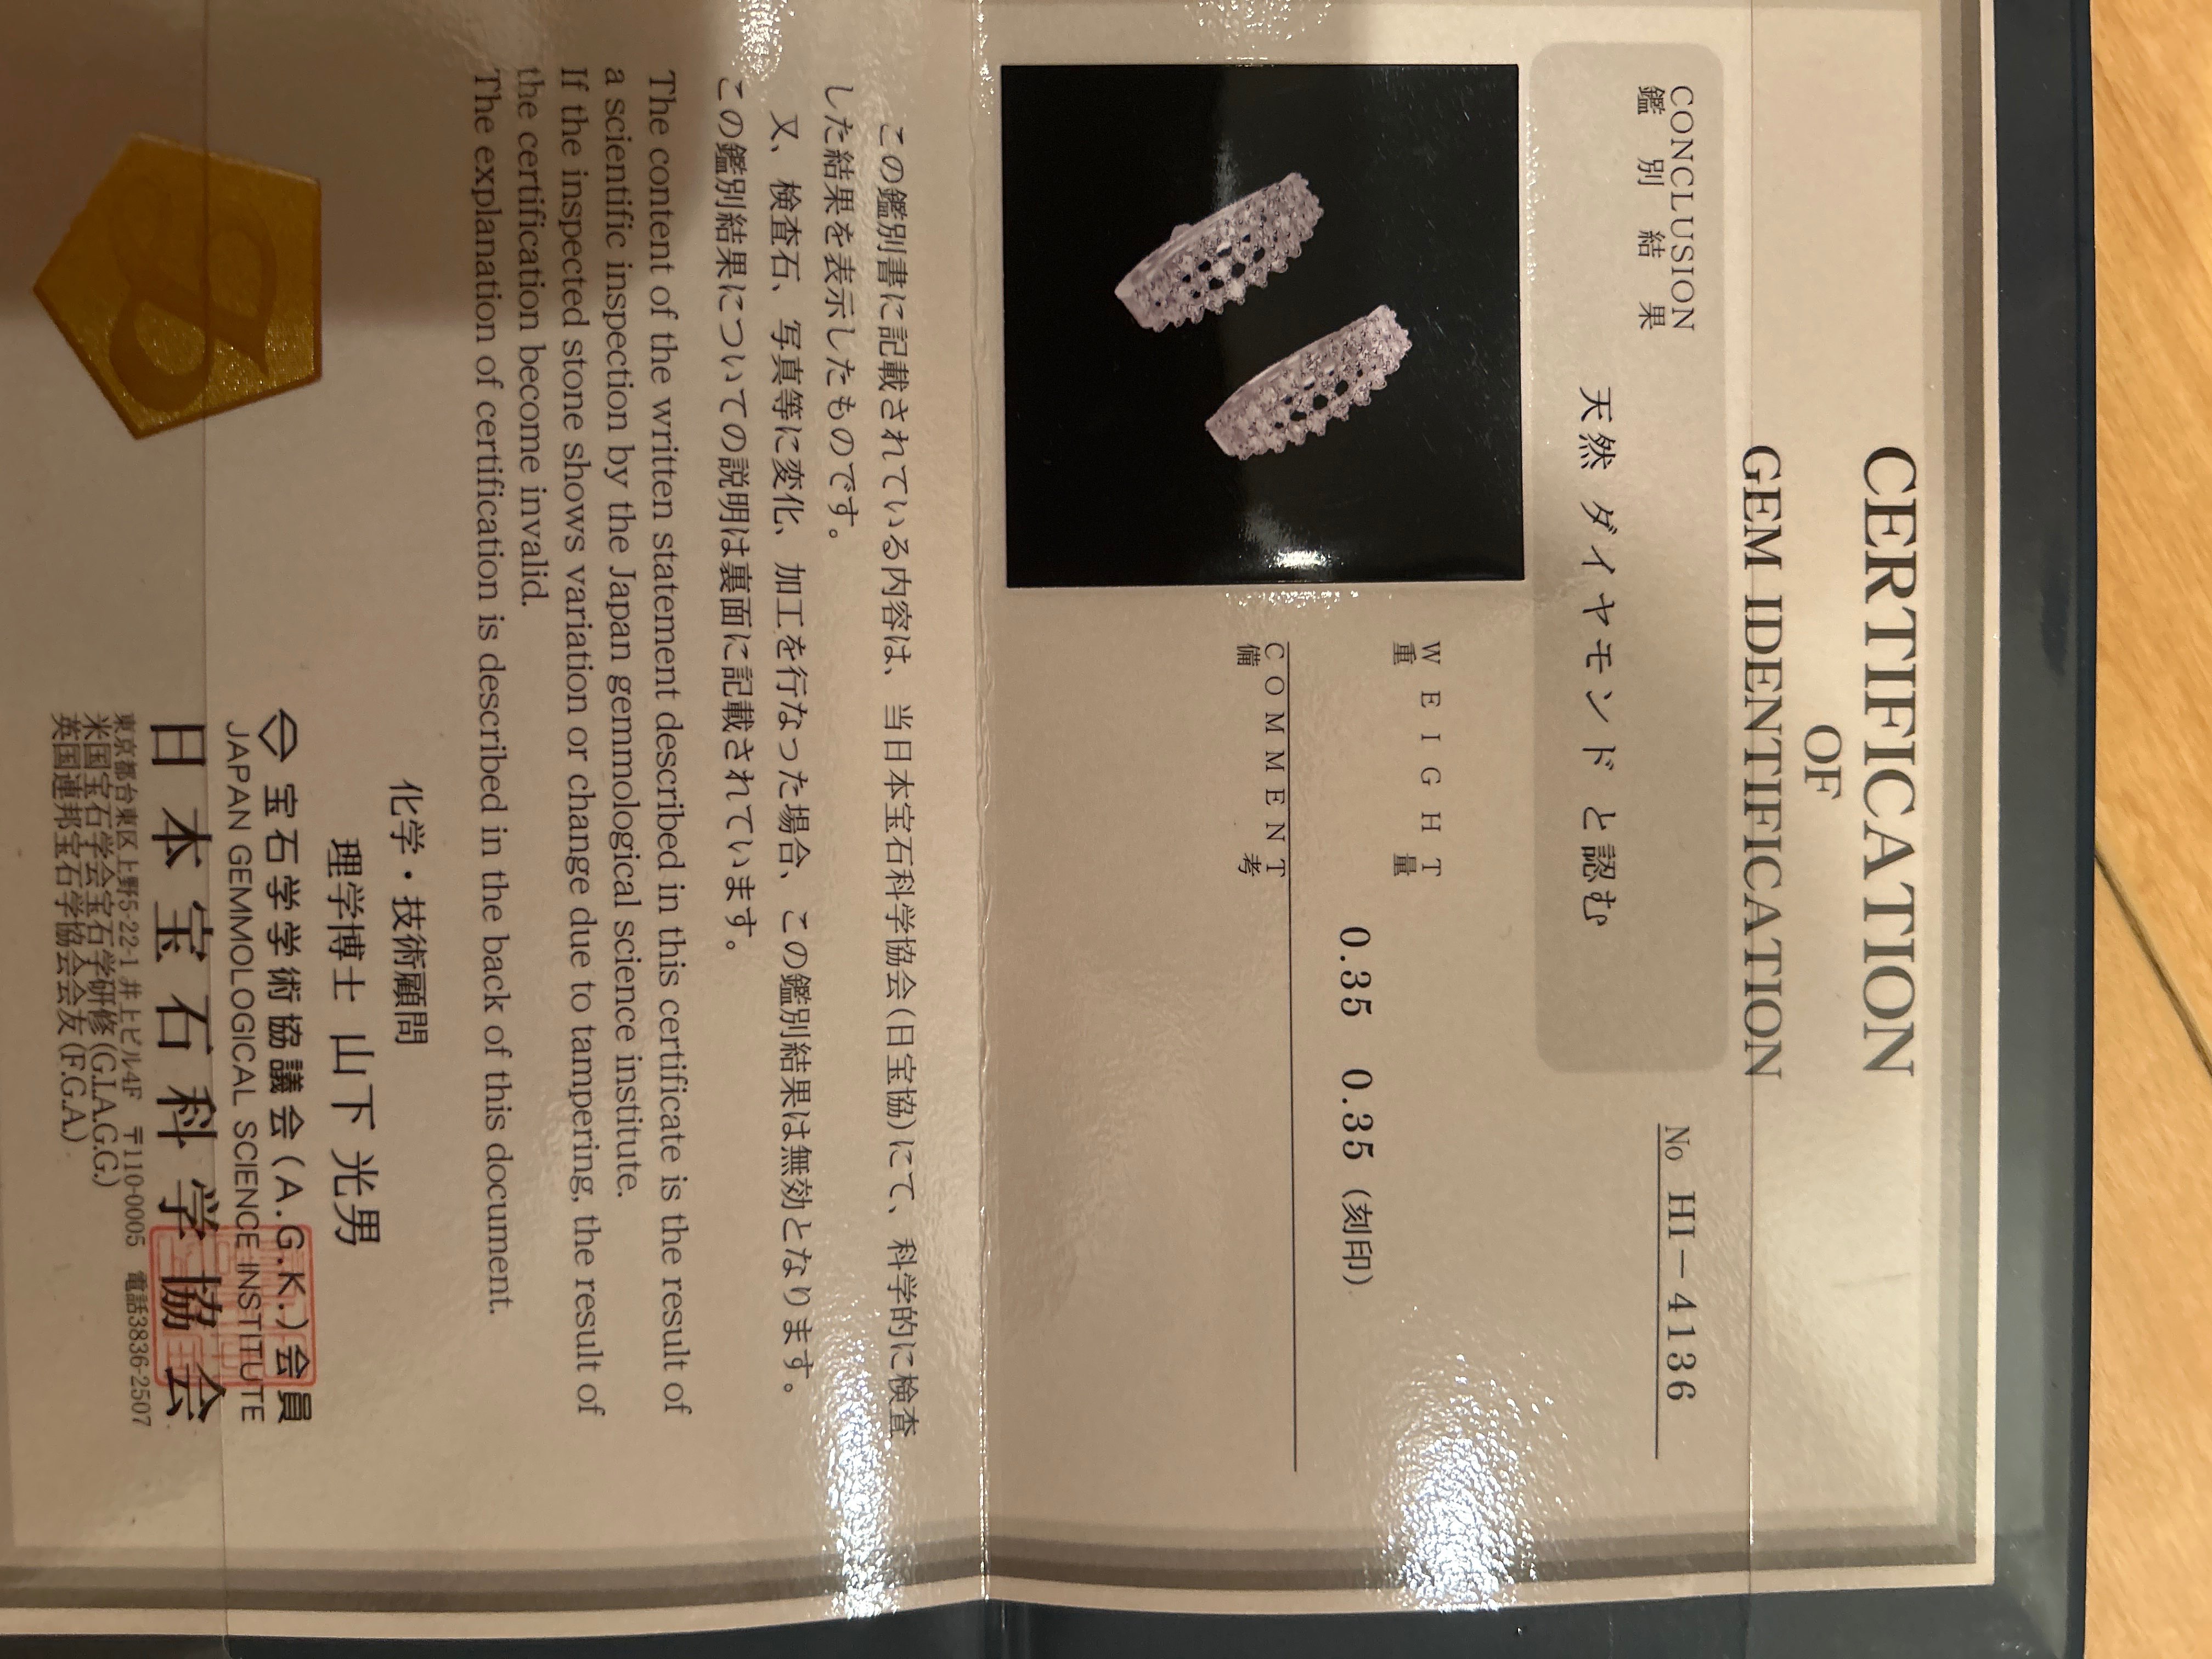 CERTIFICATION
OF
GEM IDENTIFICATION
No HI－4136
CONCLUSION
鑑別結果
天然 ダイヤモンド と認む
WEIGHT
重量
0.35 0.35 (刻印)
COMMENT
備考
この鑑別書に記載されている内容は、当日本宝石科学協会(日宝協)にて、科学的に検査
した結果を表示したものです。
又、検査石、写真等に変化、加工を行なった場合、この鑑別結果は無効となります。
この鑑別結果についての説明は裏面に記載されています。
The content of the written statement described in this certificate is the result of
a scientific inspection by the Japan gemmological science institute.
If the inspected stone shows variation or change due to tampering, the result of
the certification become invalid.
The explanation of certification is described in the back of this document.
化学・技術顧問
理学博士 山下光男
宝石学学術協議会(A.G.K.)会員
JAPAN GEMMOLOGICAL SCIENCE INSTITUTE
日本宝石科学協会
東京都台東区上野5-22-1 井上ビル4F 〒110-0005 電話3836-2507
米国宝石学会宝石学研修(G.I.A.G.G.)
英国連邦宝石学協会会友(F.G.A.)